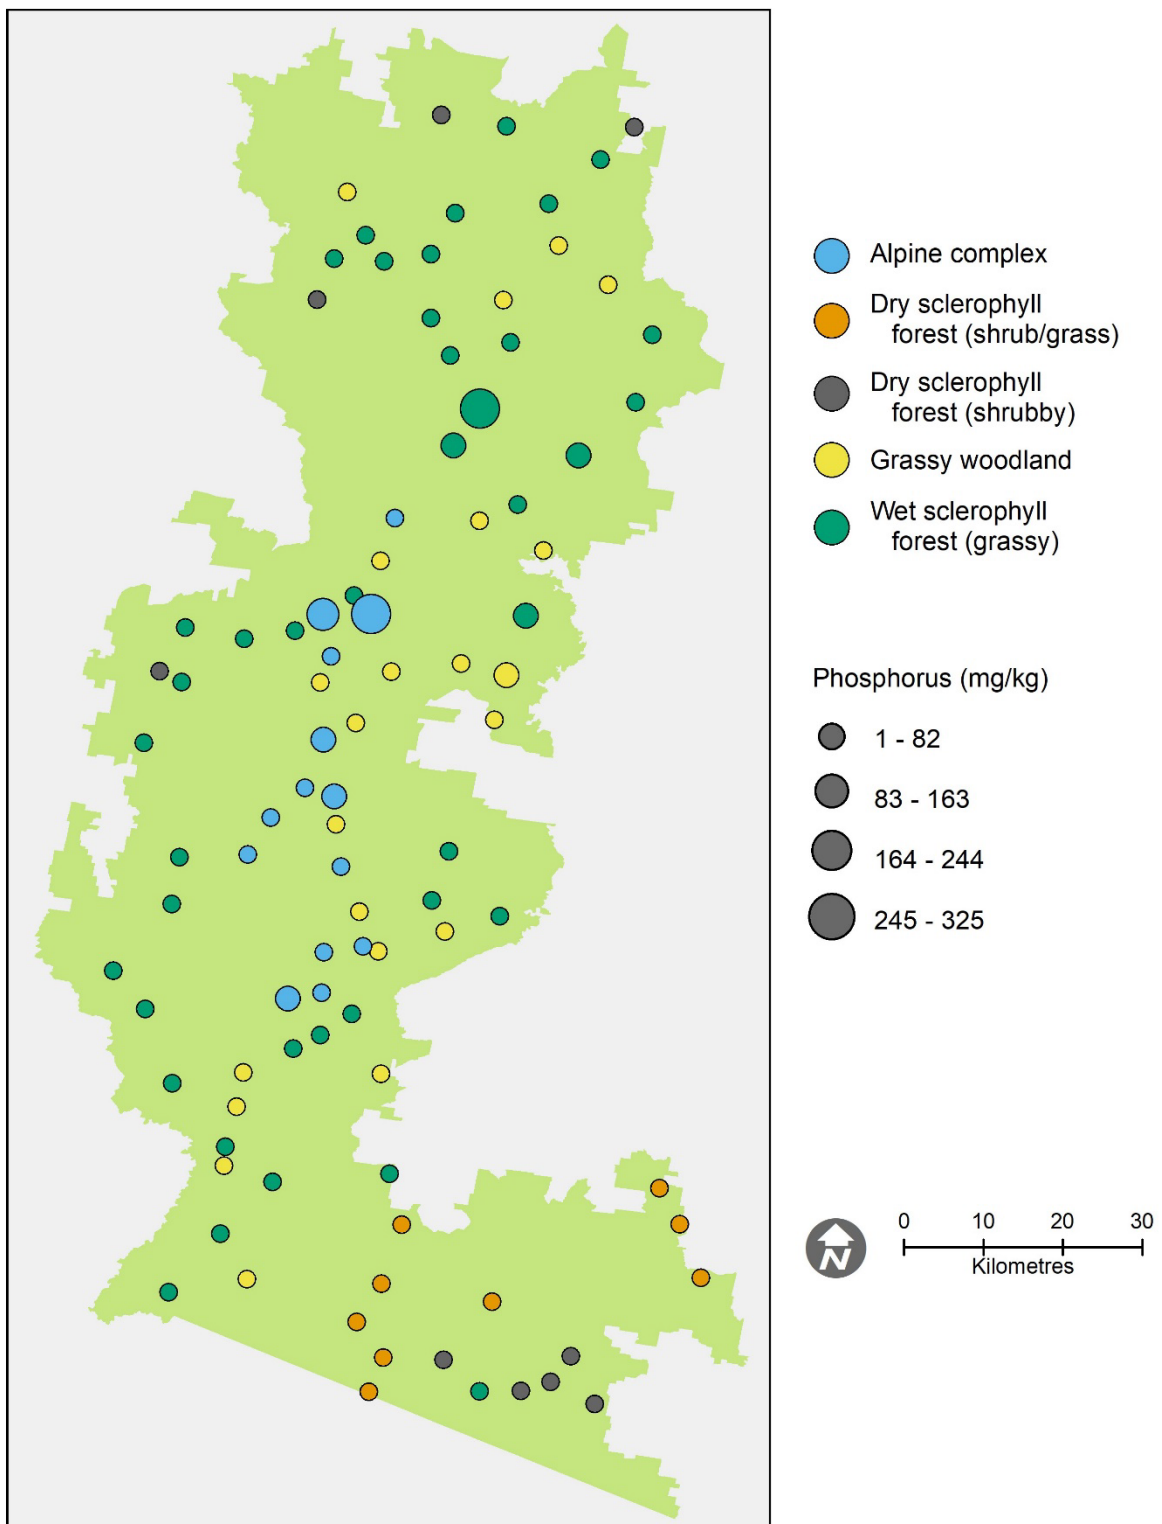 Alpine complex
Dry sclerophyll
forest (shrub/grass)
Dry sclerophyll
forest (shrubby)
Grassy woodland
Wet sclerophyll
forest (grassy)
Phosphorus (mg/kg)
1 - 82
83 - 163
164 - 244
245 - 325
N
0 10 20 30
Kilometres